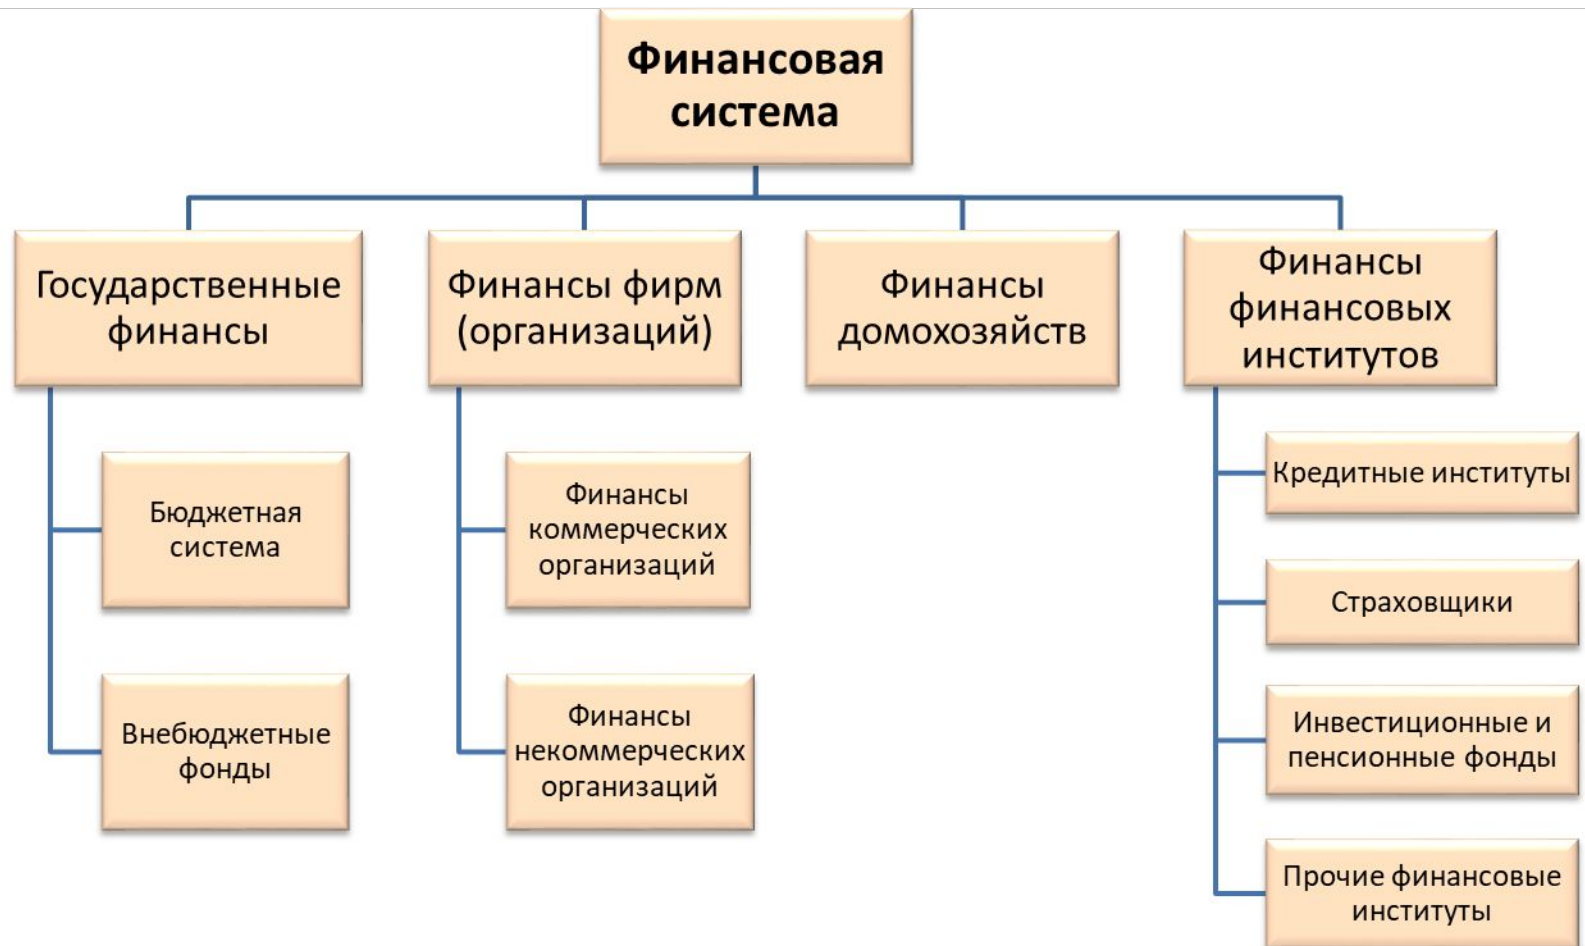 Финансовая
система
Государственные
финансы
Финансы фирм
(организаций)
Финансы
домохозяйств
Финансы
финансовых
институтов
Бюджетная
система
Внебюджетные
фонды
Финансы
коммерческих
организаций
Финансы
некоммерческих
организаций
Кредитные институты
Страховщики
Инвестиционные и
пенсионные фонды
Прочие финансовые
институты